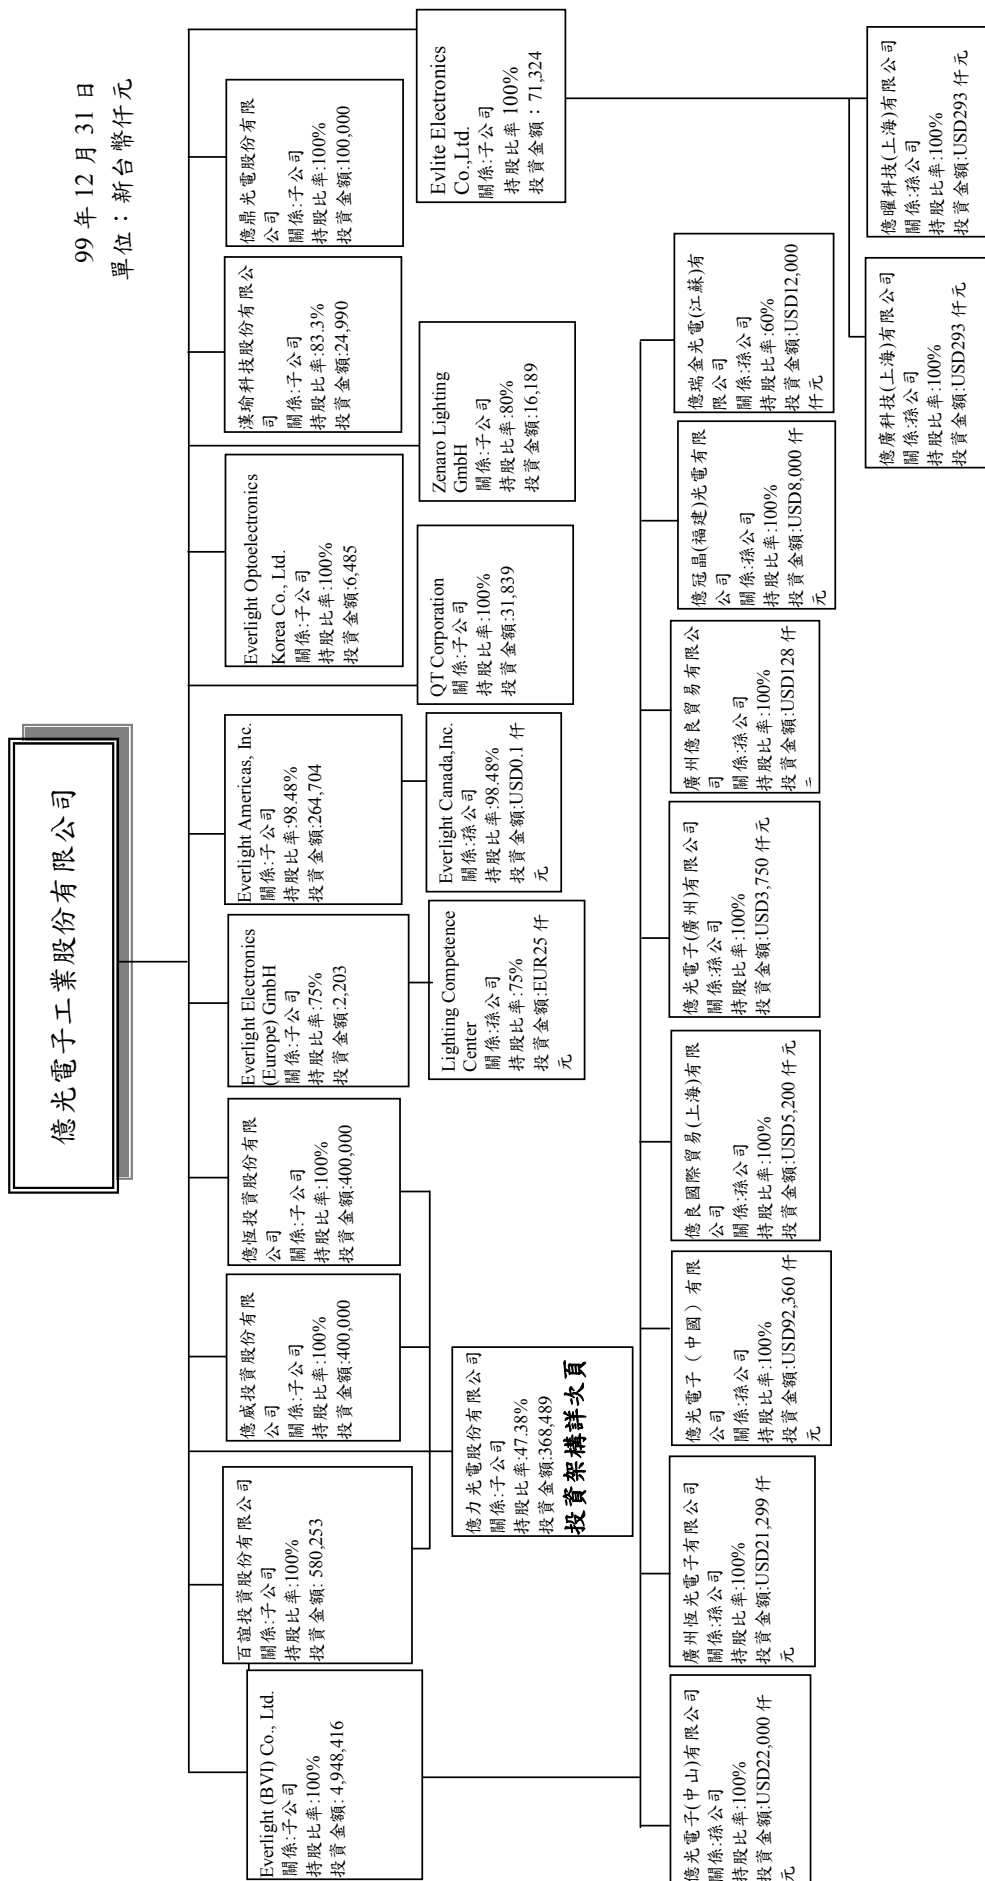 99 年 12 月 31 日
單位：新台幣仟元
億光電子工業股份有限公司
Everlight (BVI) Co., Ltd.
關係:子公司
持股比率:100%
投資金額: 4,948,416
百誼投資股份有限公司
關係:子公司
持股比率:100%
投資金額: 580,253
億威投資股份有限
公司
關係:子公司
持股比率:100%
投資金額:400,000
億恆投資股份有限
公司
關係:子公司
持股比率:100%
投資金額:400,000
Everlight Electronics
(Europe) GmbH
關係:子公司
持股比率:75%
投資金額:2,203
Everlight Americas, Inc.
關係:子公司
持股比率:98.48%
投資金額:264,704
Everlight Optoelectronics
Korea Co., Ltd.
關係:子公司
持股比率:100%
投資金額:6,485
漢瑜科技股份有限公
司
關係:子公司
持股比率:83.3%
投資金額:24,990
億鼎光電股份有限
公司
關係:子公司
持股比率:100%
投資金額:100,000
億力光電股份有限公司
關係:子公司
持股比率:47.38%
投資金額:368,489
投資架構詳次頁
Lighting Competence
Center
關係:孫公司
持股比率:75%
投資金額:EUR25 仟
元
Everlight Canada,Inc.
關係:孫公司
持股比率:98.48%
投資金額:USD0.1 仟
元
QT Corporation
關係:子公司
持股比率:100%
投資金額:31,839
Zenaro Lighting
GmbH
關係:子公司
持股比率:80%
投資金額:16,189
Evlite Electronics
Co.,Ltd.
關係:子公司
持股比率 100%
投資金額：71,324
億光電子(中山)有限公司
關係:孫公司
持股比率:100%
投資金額:USD22,000 仟
元
廣州恆光電子有限公司
關係:孫公司
持股比率:100%
投資金額:USD21,299 仟
元
億光電子（中國）有限
公司
關係:孫公司
持股比率:100%
投資金額:USD92,360 仟
元
億良國際貿易(上海)有限
公司
關係:孫公司
持股比率:100%
投資金額:USD5,200 仟元
億光電子(廣州)有限公司
關係:孫公司
持股比率:100%
投資金額:USD3,750 仟元
廣州億良貿易有限公
司
關係:孫公司
持股比率:100%
投資金額:USD128 仟
億冠晶(福建)光電有限
公司
關係:孫公司
持股比率:100%
投資金額:USD8,000 仟
元
億瑞金光電(江蘇)有
限公司
關係:孫公司
持股比率:60%
投資金額:USD12,000
仟元
億廣科技(上海)有限公司
關係:孫公司
持股比率:100%
投資金額:USD293 仟元
億曜科技(上海)有限公司
關係:孫公司
持股比率:100%
投資金額:USD293 仟元